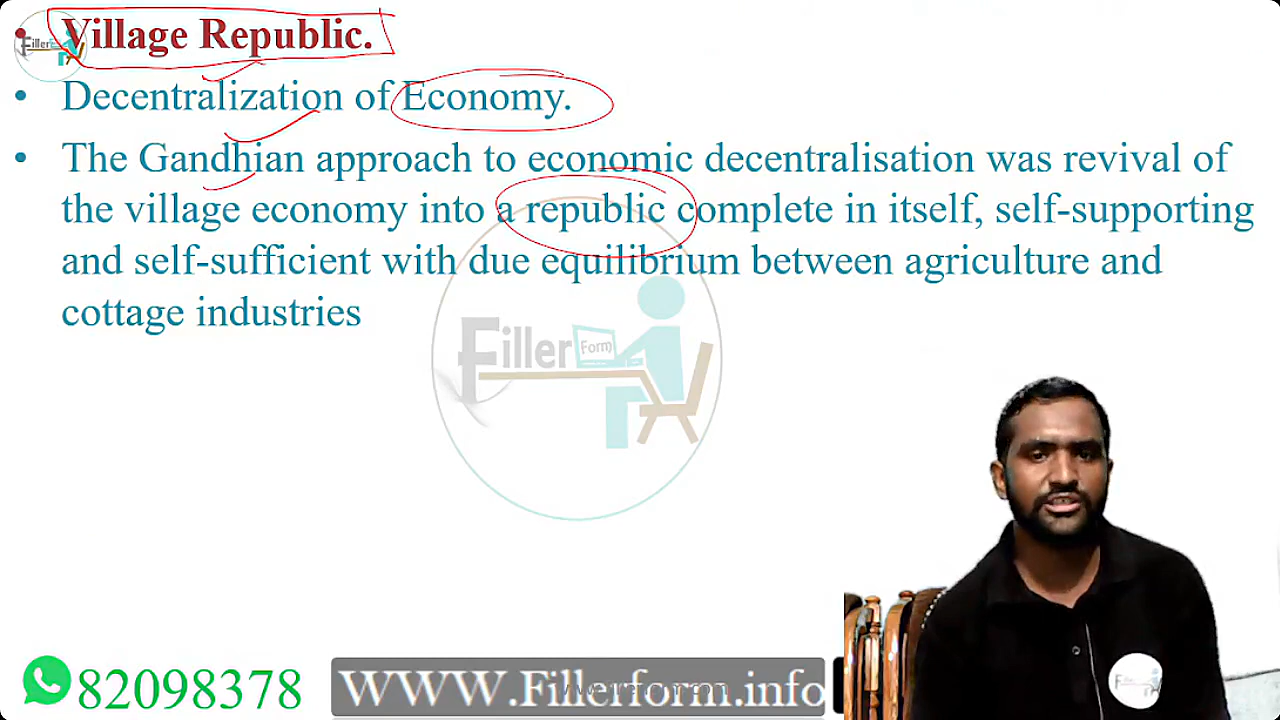 • Village Republic.
• Decentralization of Economy.
• The Gandhian approach to economic decentralisation was revival of
the village economy into a republic complete in itself, self-supporting
and self-sufficient with due equilibrium between agriculture and
cottage industries
Filler Form
82098378
WWW.Fillerform.info
Filler